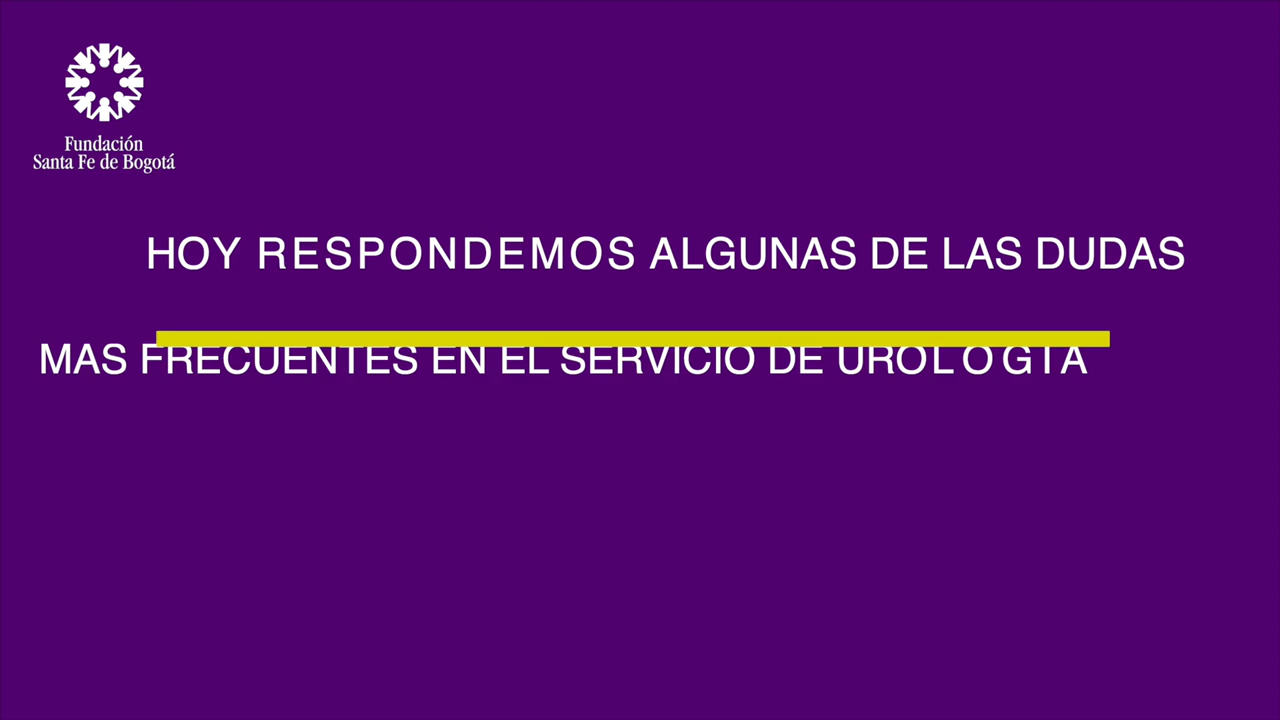 Fundación
Santa Fe de Bogotá
HOY RESPONDEMOS ALGUNAS DE LAS DUDAS
MAS FRECUENTES EN EL SERVICIO DE UROLOGIA